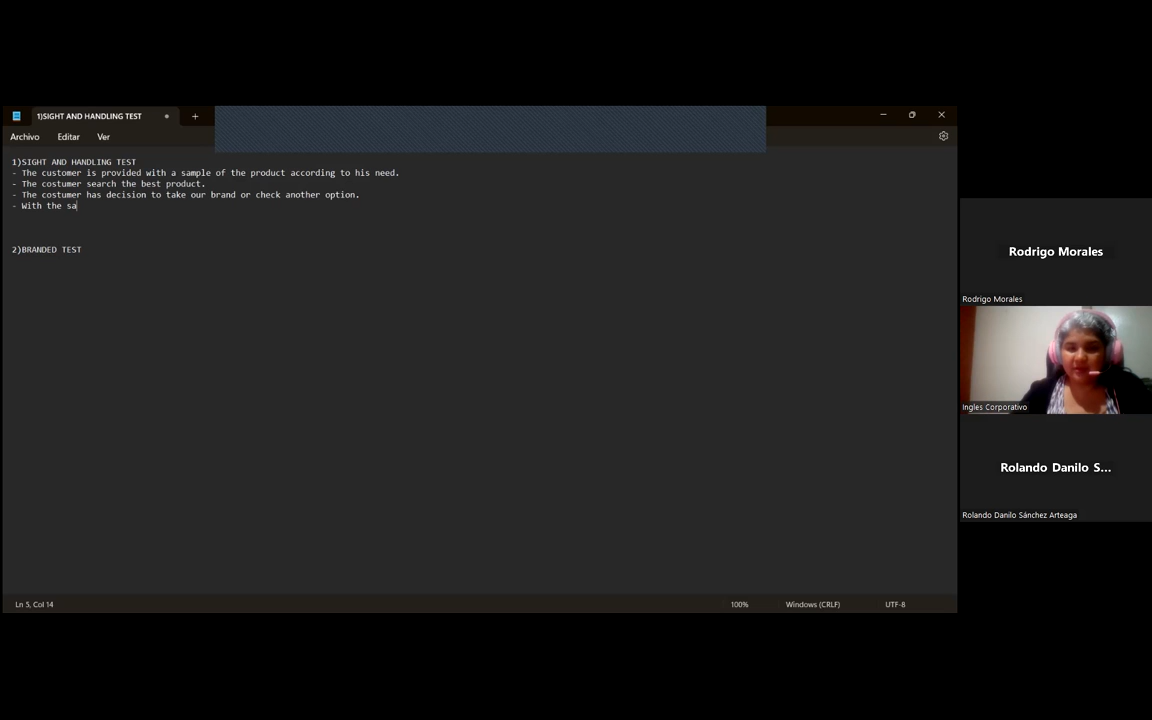 1)SIGHT AND HANDLING TEST
Archivo Editar Ver
1)SIGHT AND HANDLING TEST
- The customer is provided with a sample of the product according to his need.
- The costumer search the best product.
- The costumer has decision to take our brand or check another option.
- With the sa
2)BRANDED TEST
Ln 5, Col 14
100%
Windows (CRLF)
UTF-8
Rodrigo Morales
Rodrigo Morales
Ingles Corporativo
Rolando Danilo S...
Rolando Danilo Sánchez Arteaga